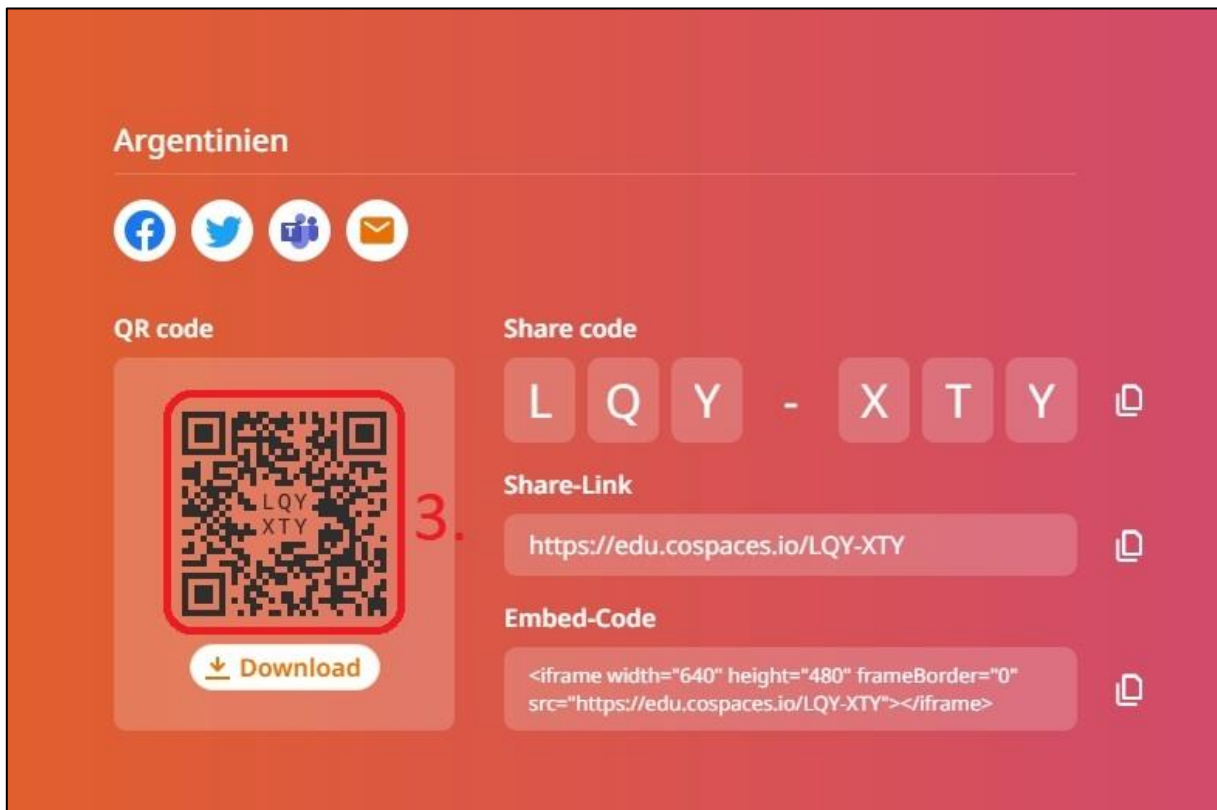 Argentinien
QR code
LQY
XTY
3.
Download
Share code
L Q Y - X T Y
Share-Link
https://edu.cospaces.io/LQY-XTY
Embed-Code
<iframe width="640" height="480" frameBorder="0"
src="https://edu.cospaces.io/LQY-XTY"></iframe>